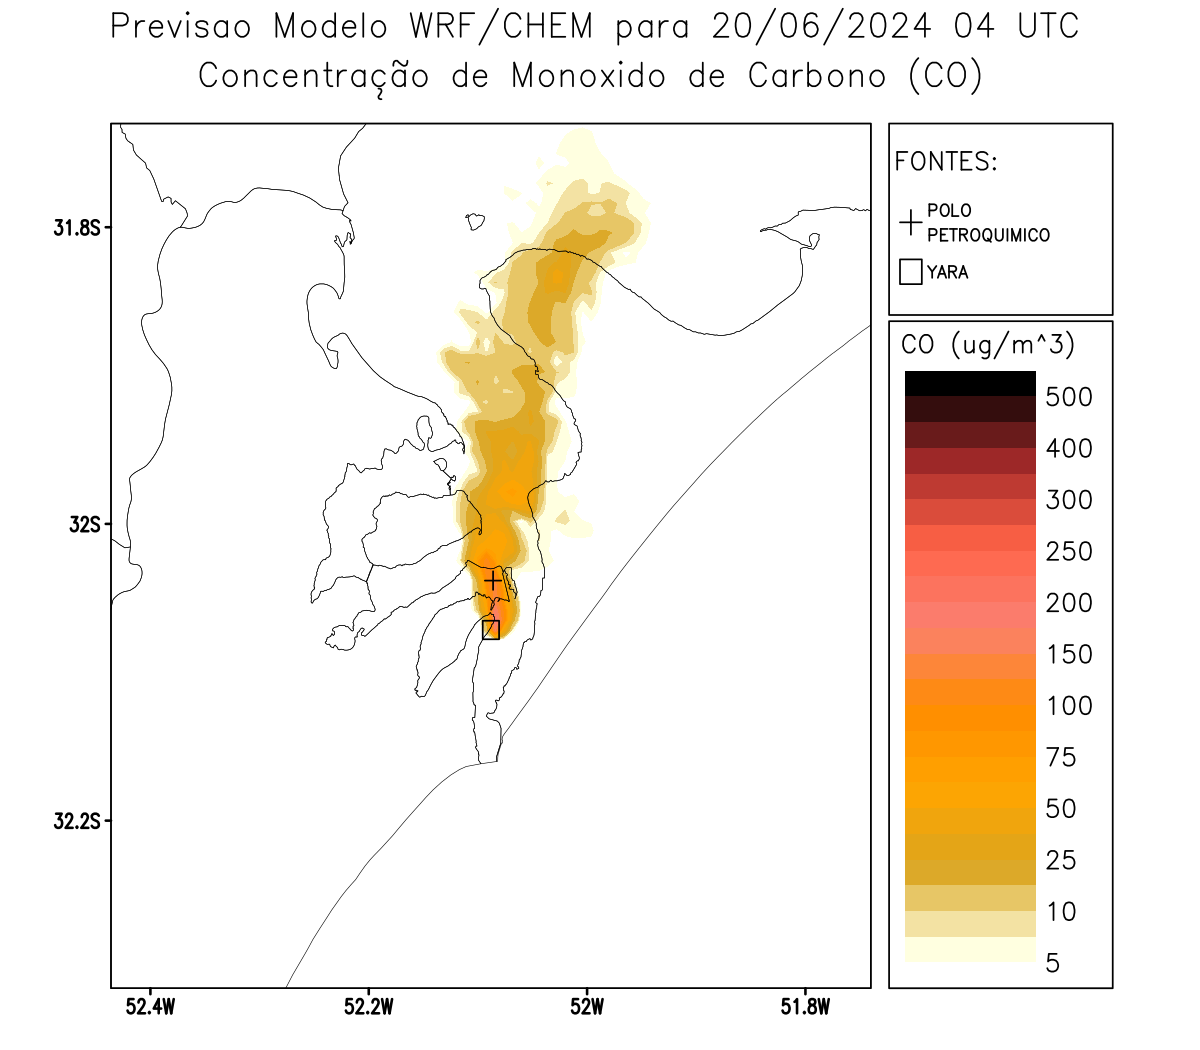 Previsao Modelo WRF/CHEM para 20/06/2024 04 UTC
Concentração de Monoxido de Carbono (CO)
FONTES:
POLO
PETROQUIMICO
YARA
31.8S
32S
32.2S
52.4W
52.2W
52W
51.8W
CO (ug/m^3)
500
400
300
250
200
150
100
75
50
25
10
5